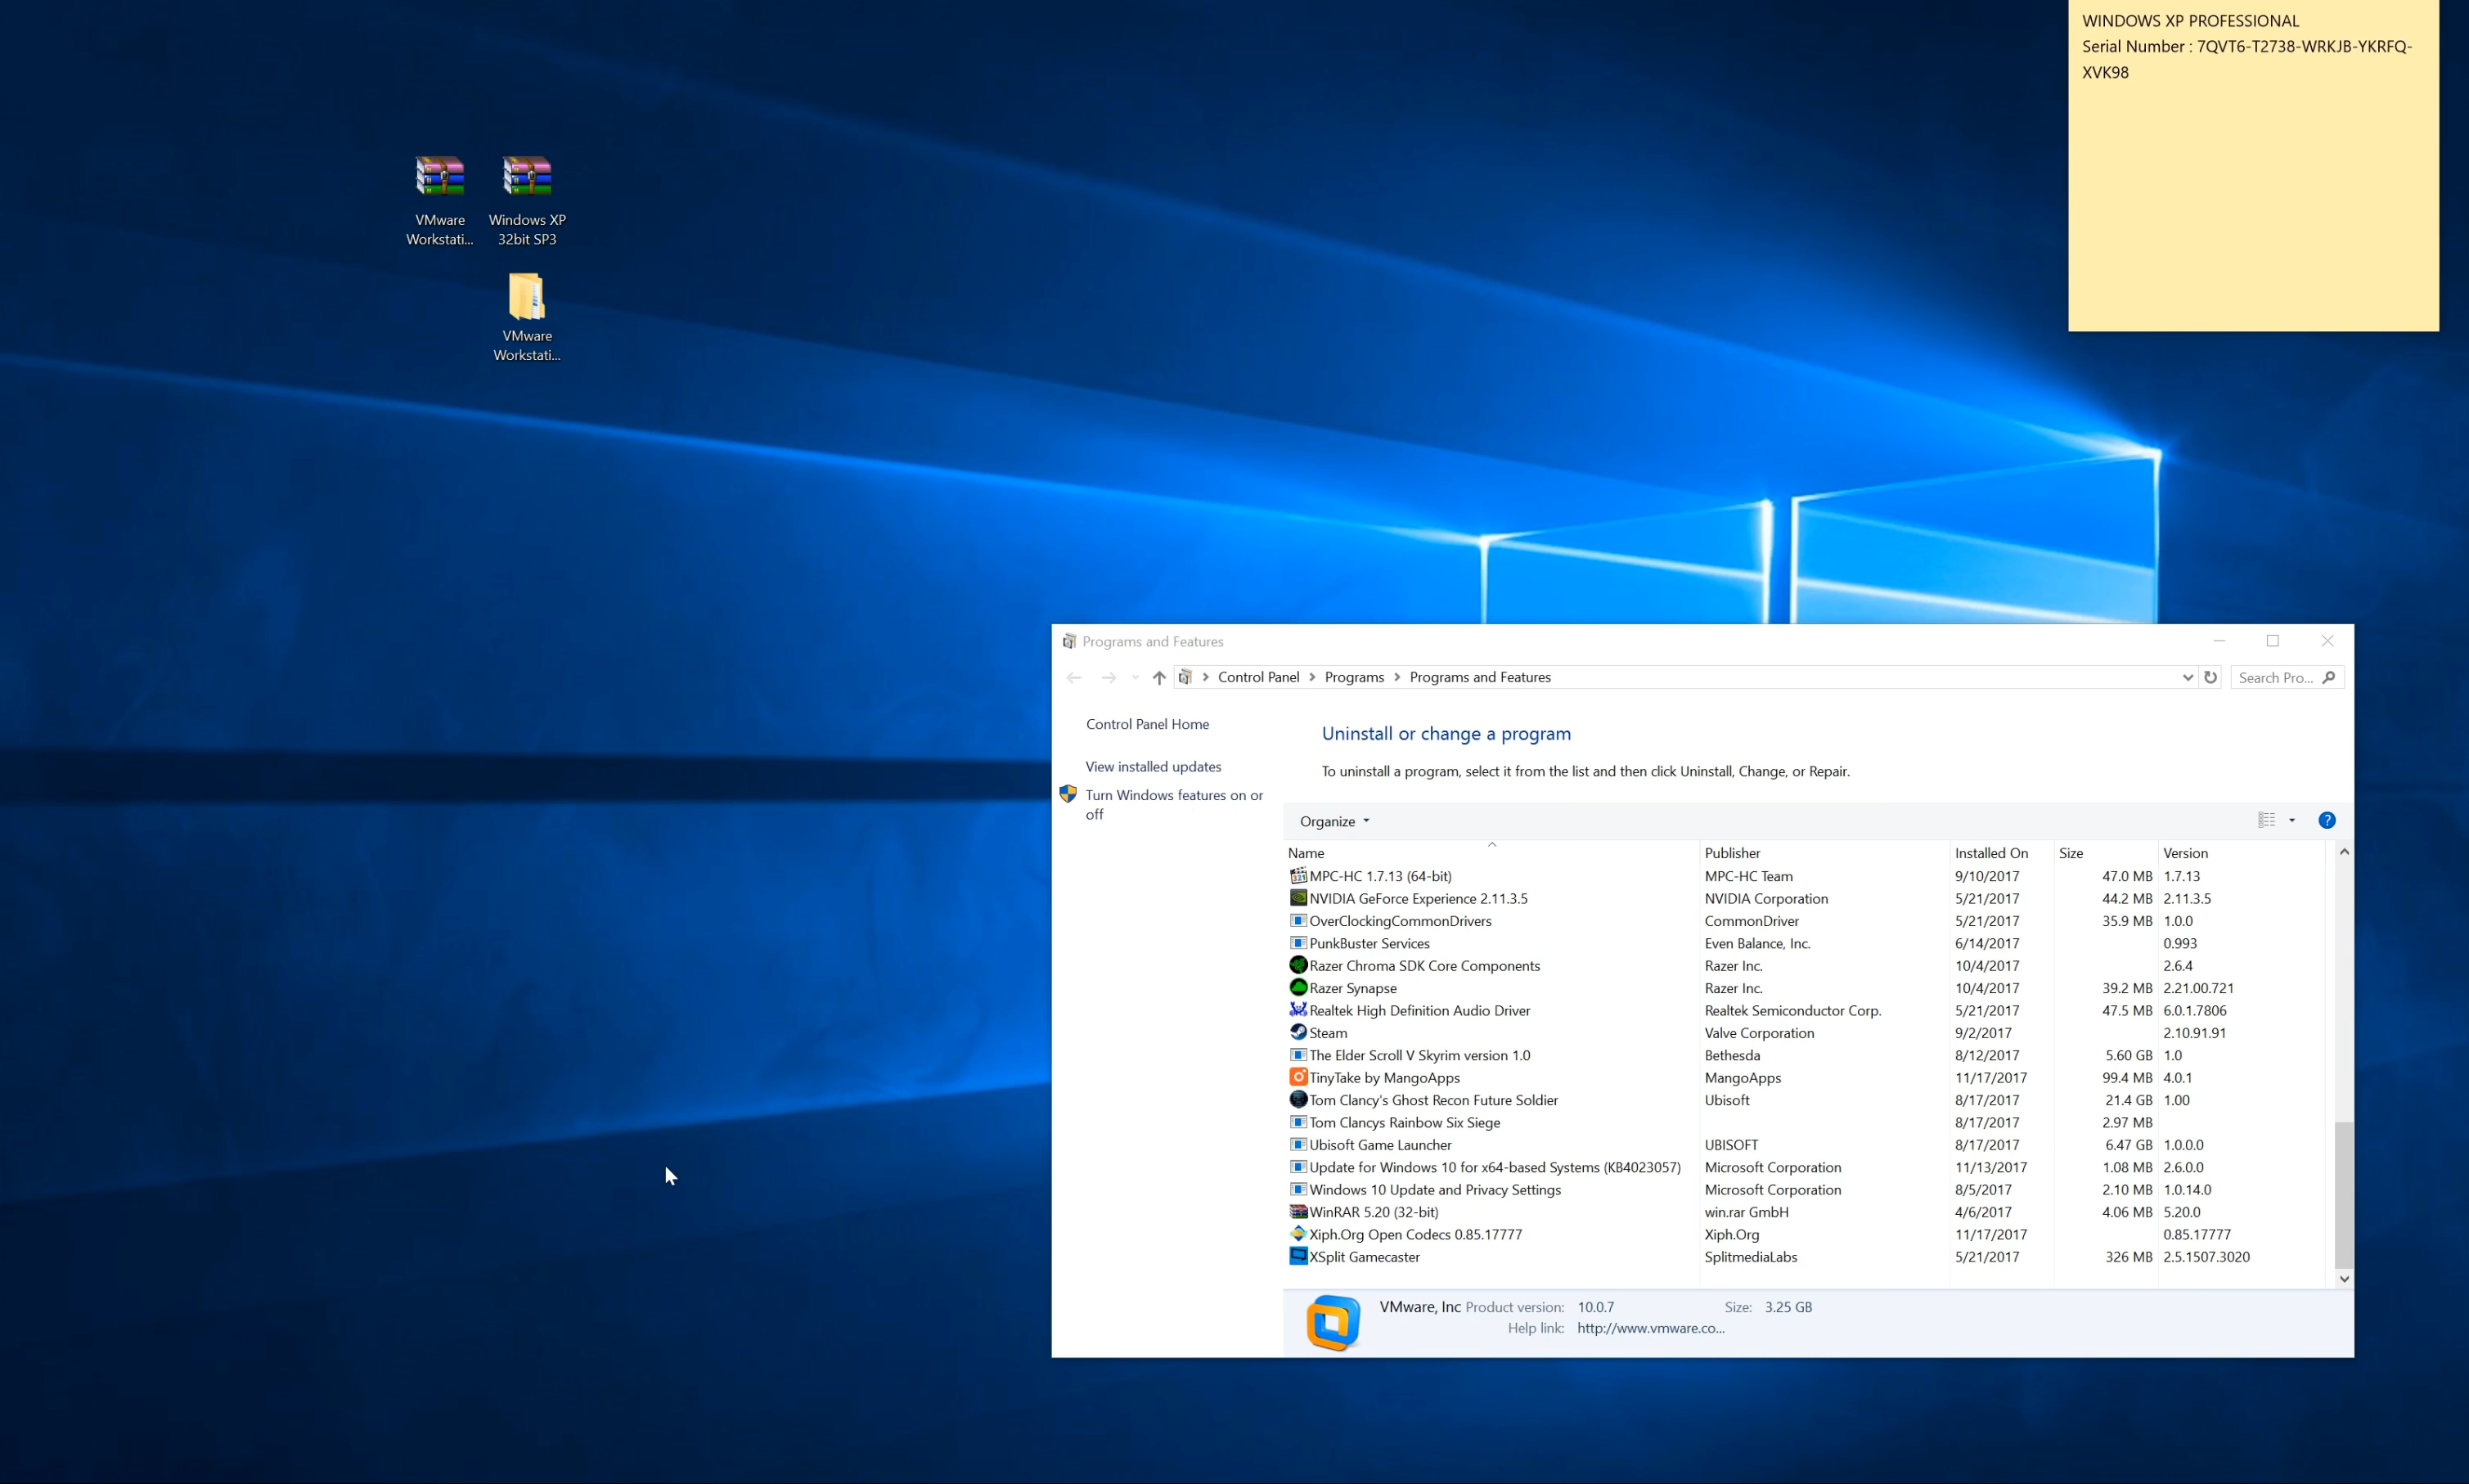 WINDOWS XP PROFESSIONAL
Serial Number : 7QVT6-T2738-WRKJB-YKRFQ-
XVK98
VMware
Workstati...
Windows XP
32bit SP3
VMware
Workstati...
Programs and Features
Control Panel > Programs > Programs and Features
Search Pro...
Control Panel Home
View installed updates
Turn Windows features on or
off
Uninstall or change a program
To uninstall a program, select it from the list and then click Uninstall, Change, or Repair.
Organize
Name Publisher Installed On Size Version
MPC-HC 1.7.13 (64-bit) MPC-HC Team 9/10/2017 47.0 MB 1.7.13
NVIDIA GeForce Experience 2.11.3.5 NVIDIA Corporation 5/21/2017 44.2 MB 2.11.3.5
OverClockingCommonDrivers CommonDriver 5/21/2017 35.9 MB 1.0.0
PunkBuster Services Even Balance, Inc. 6/14/2017 0.993
Razer Chroma SDK Core Components Razer Inc. 10/4/2017 2.6.4
Razer Synapse Razer Inc. 10/4/2017 39.2 MB 2.21.00.721
Realtek High Definition Audio Driver Realtek Semiconductor Corp. 5/21/2017 47.5 MB 6.0.1.7806
Steam Valve Corporation 9/2/2017 2.10.91.91
The Elder Scroll V Skyrim version 1.0 Bethesda 8/12/2017 5.60 GB 1.0
TinyTake by MangoApps MangoApps 11/17/2017 99.4 MB 4.0.1
Tom Clancy's Ghost Recon Future Soldier Ubisoft 8/17/2017 21.4 GB 1.00
Tom Clancys Rainbow Six Siege 8/17/2017 2.97 MB
Ubisoft Game Launcher UBISOFT 8/17/2017 6.47 GB 1.0.0.0
Update for Windows 10 for x64-based Systems (KB4023057) Microsoft Corporation 11/13/2017 1.08 MB 2.6.0.0
Windows 10 Update and Privacy Settings Microsoft Corporation 8/5/2017 2.10 MB 1.0.14.0
WinRAR 5.20 (32-bit) win.rar GmbH 4/6/2017 4.06 MB 5.20.0
Xiph.Org Open Codecs 0.85.17777 Xiph.Org 11/17/2017 0.85.17777
XSplit Gamecaster SplitmediaLabs 5/21/2017 326 MB 2.5.1507.3020
VMware, Inc Product version: 10.0.7 Size: 3.25 GB
Help link: http://www.vmware.co...